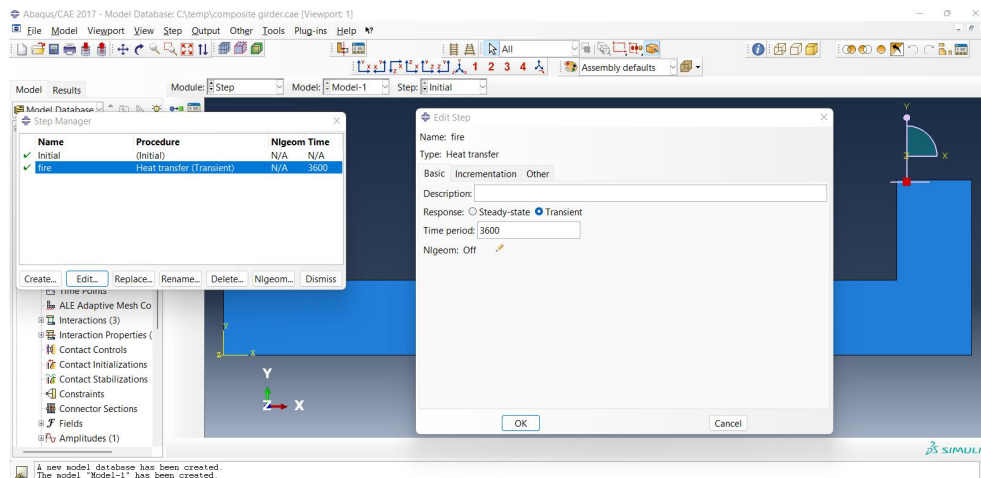 Abaqus/CAE 2017 - Model Database: C:\temp\composite girder.cae [Viewport: 1]
File Model Viewport View Step Output Other Tools Plug-ins Help
All
1 2 3 4 Assembly defaults
Model Results Module: Step Model: Model-1 Step: Initial
Model Database
Step Manager
Name Procedure Nlgeom Time
Initial (Initial) N/A N/A
fire Heat transfer (Transient) N/A 3600
Create... Edit... Replace... Rename... Delete... Nlgeom... Dismiss
Time Points
ALE Adaptive Mesh Co
Interactions (3)
Interaction Properties (
Contact Controls
Contact Initializations
Contact Stabilizations
Constraints
Connector Sections
Fields
Amplitudes (1)
Edit Step
Name: fire
Type: Heat transfer
Basic Incrementation Other
Description:
Response: Steady-state Transient
Time period: 3600
Nlgeom: Off
OK Cancel
Y
Z X
Y
Z X
Y
Z X
SIMULI
A new model database has been created.
The model "Model-1" has been created.